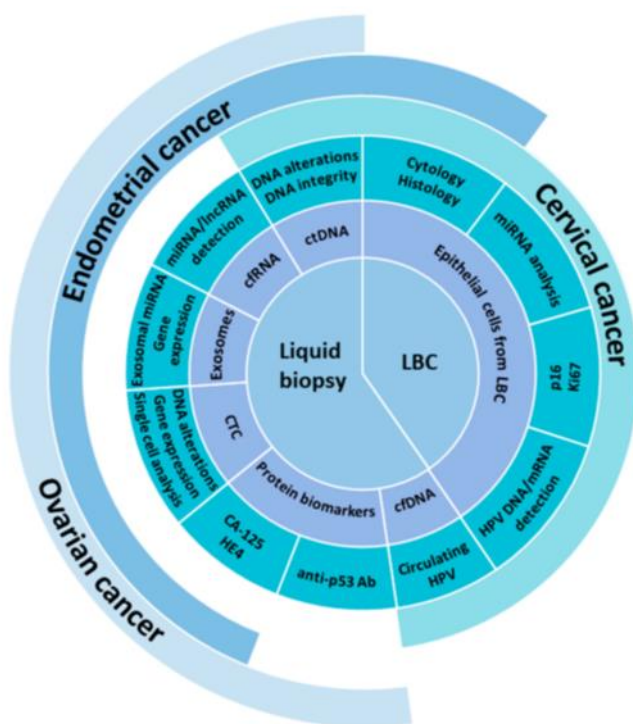 Endometrial cancer
Ovarian cancer
Cervical cancer
DNA alterations
DNA integrity
Cytology
Histology
miRNA analysis
p16
Ki67
HPV DNA/mRNA
detection
Circulating
HPV
anti-p53 Ab
CA-125
HE4
DNA alterations
Gene expression
Single cell analysis
Exosomal miRNA
Gene
expression
miRNA/lncRNA
detection
ctDNA
cfRNA
Exosomes
CTC
Protein biomarkers
cfDNA
Epithelial cells from LBC
Liquid
biopsy
LBC